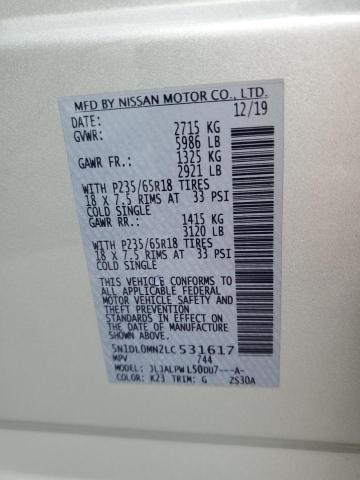 MFD BY NISSAN MOTOR CO., LTD.
DATE: 12/19
GVWR: 2715 KG
5986 LB
GAWR FR.: 1325 KG
2921 LB
WITH P235/65R18 TIRES
18 X 7.5 RIMS AT 33 PSI
COLD SINGLE
GAWR RR.: 1415 KG
3120 LB
WITH P235/65R18 TIRES
18 X 7.5 RIMS AT 33 PSI
COLD SINGLE
THIS VEHICLE CONFORMS TO
ALL APPLICABLE FEDERAL
MOTOR VEHICLE SAFETY
AND THEFT PREVENTION
STANDARDS IN EFFECT ON
THE DATE OF MANUFACTURE
SHOWN ABOVE.
5N1DL0MN2LC531617
MPV 744
MODEL: JLJALPWL50DU7---A-
COLOR: K23 TRIM: G 2S30A